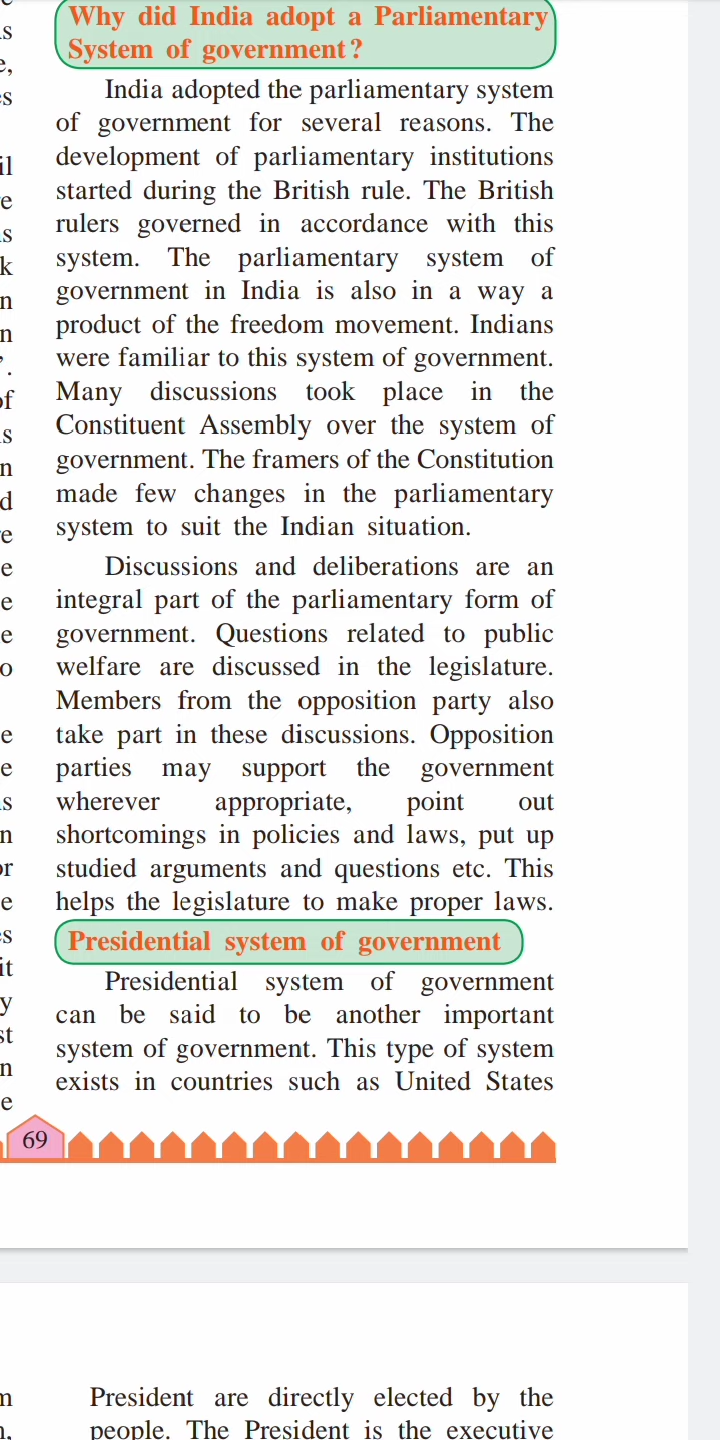 Why did India adopt a Parliamentary
System of government?
India adopted the parliamentary system
of government for several reasons. The
development of parliamentary institutions
started during the British rule. The British
rulers governed in accordance with this
system. The parliamentary system of
government in India is also in a way a
product of the freedom movement. Indians
were familiar to this system of government.
Many discussions took place in the
Constituent Assembly over the system of
government. The framers of the Constitution
made few changes in the parliamentary
system to suit the Indian situation.
Discussions and deliberations are an
integral part of the parliamentary form of
government. Questions related to public
welfare are discussed in the legislature.
Members from the opposition party also
take part in these discussions. Opposition
parties may support the government
wherever appropriate, point out
shortcomings in policies and laws, put up
studied arguments and questions etc. This
helps the legislature to make proper laws.
Presidential system of government
Presidential system of government
can be said to be another important
system of government. This type of system
exists in countries such as United States
69
President are directly elected by the
people. The President is the executive